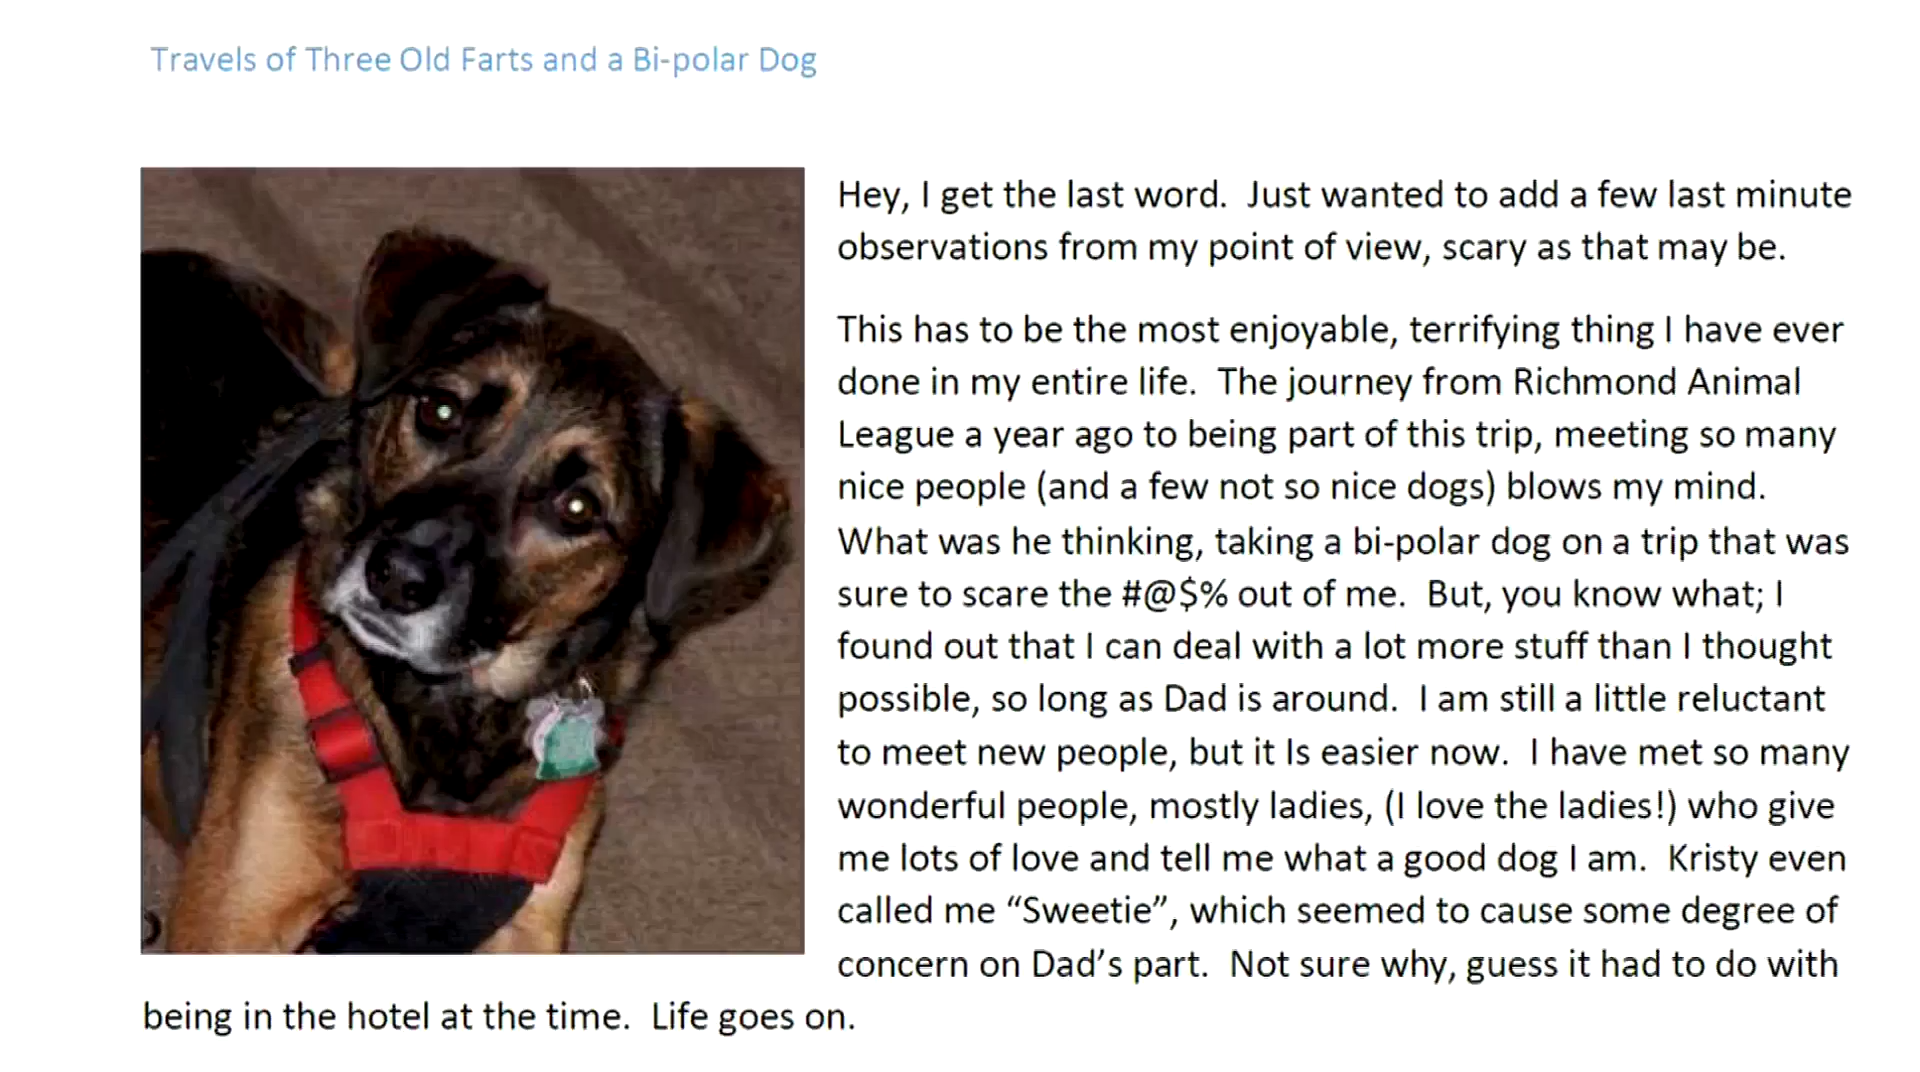 Travels of Three Old Farts and a Bi-polar Dog
Hey, I get the last word.  Just wanted to add a few last minute
observations from my point of view, scary as that may be.
This has to be the most enjoyable, terrifying thing I have ever
done in my entire life.  The journey from Richmond Animal
League a year ago to being part of this trip, meeting so many
nice people (and a few not so nice dogs) blows my mind.
What was he thinking, taking a bi-polar dog on a trip that was
sure to scare the #@$% out of me.  But, you know what; I
found out that I can deal with a lot more stuff than I thought
possible, so long as Dad is around.  I am still a little reluctant
to meet new people, but it Is easier now.  I have met so many
wonderful people, mostly ladies, (I love the ladies!) who give
me lots of love and tell me what a good dog I am.  Kristy even
called me “Sweetie”, which seemed to cause some degree of
concern on Dad’s part.  Not sure why, guess it had to do with
being in the hotel at the time.  Life goes on.